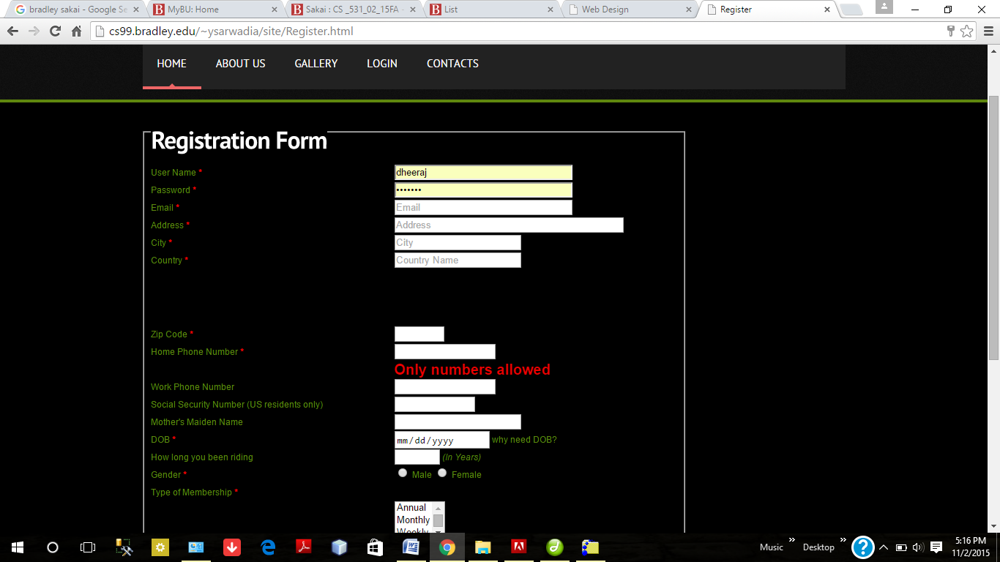 bradley sakai - Google Se
MyBU: Home
Sakai : CS _531_02_15FA -
List
Web Design
Register
cs99.bradley.edu/~ysarwadia/site/Register.html
HOME ABOUT US GALLERY LOGIN CONTACTS
Registration Form
User Name * dheeraj
Password * •••••••
Email * Email
Address * Address
City * City
Country * Country Name
Zip Code *
Home Phone Number *
Only numbers allowed
Work Phone Number
Social Security Number (US residents only)
Mother's Maiden Name
DOB * mm/dd/yyyy why need DOB?
How long you been riding (In Years)
Gender * Male Female
Type of Membership *
Annual
Monthly
Weekly
Music » Desktop » 5:16 PM
11/2/2015